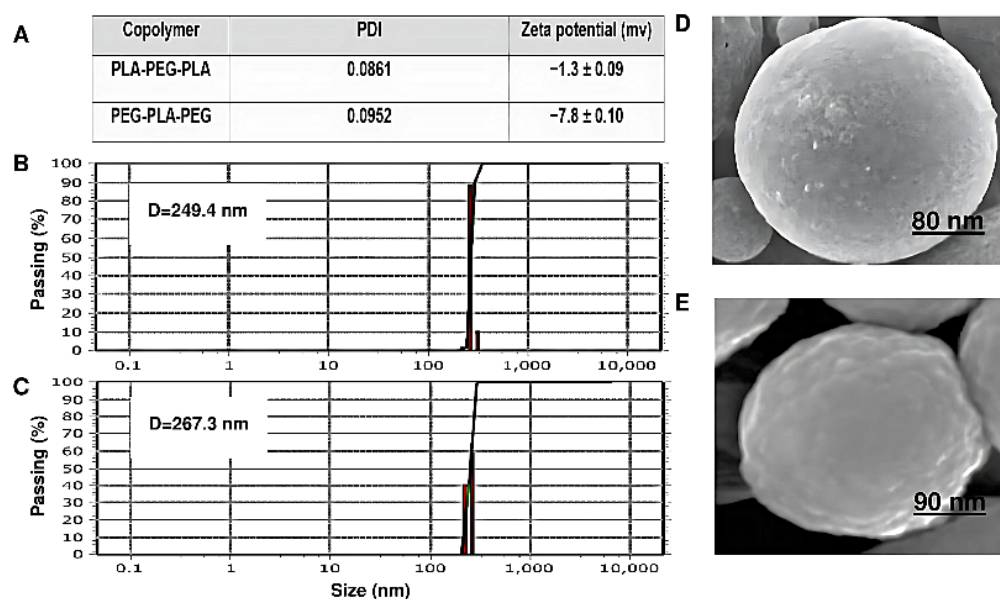 A
Copolymer PDI Zeta potential (mv)
PLA-PEG-PLA 0.0861 −1.3 ± 0.09
PEG-PLA-PEG 0.0952 −7.8 ± 0.10
B
Passing (%)
100
90
80
70
60
50
40
30
20
10
0
D=249.4 nm
0.1 1 10 100 1,000 10,000
C
Passing (%)
100
90
80
70
60
50
40
30
20
10
0
D=267.3 nm
0.1 1 10 100 1,000 10,000
Size (nm)
D
80 nm
E
90 nm